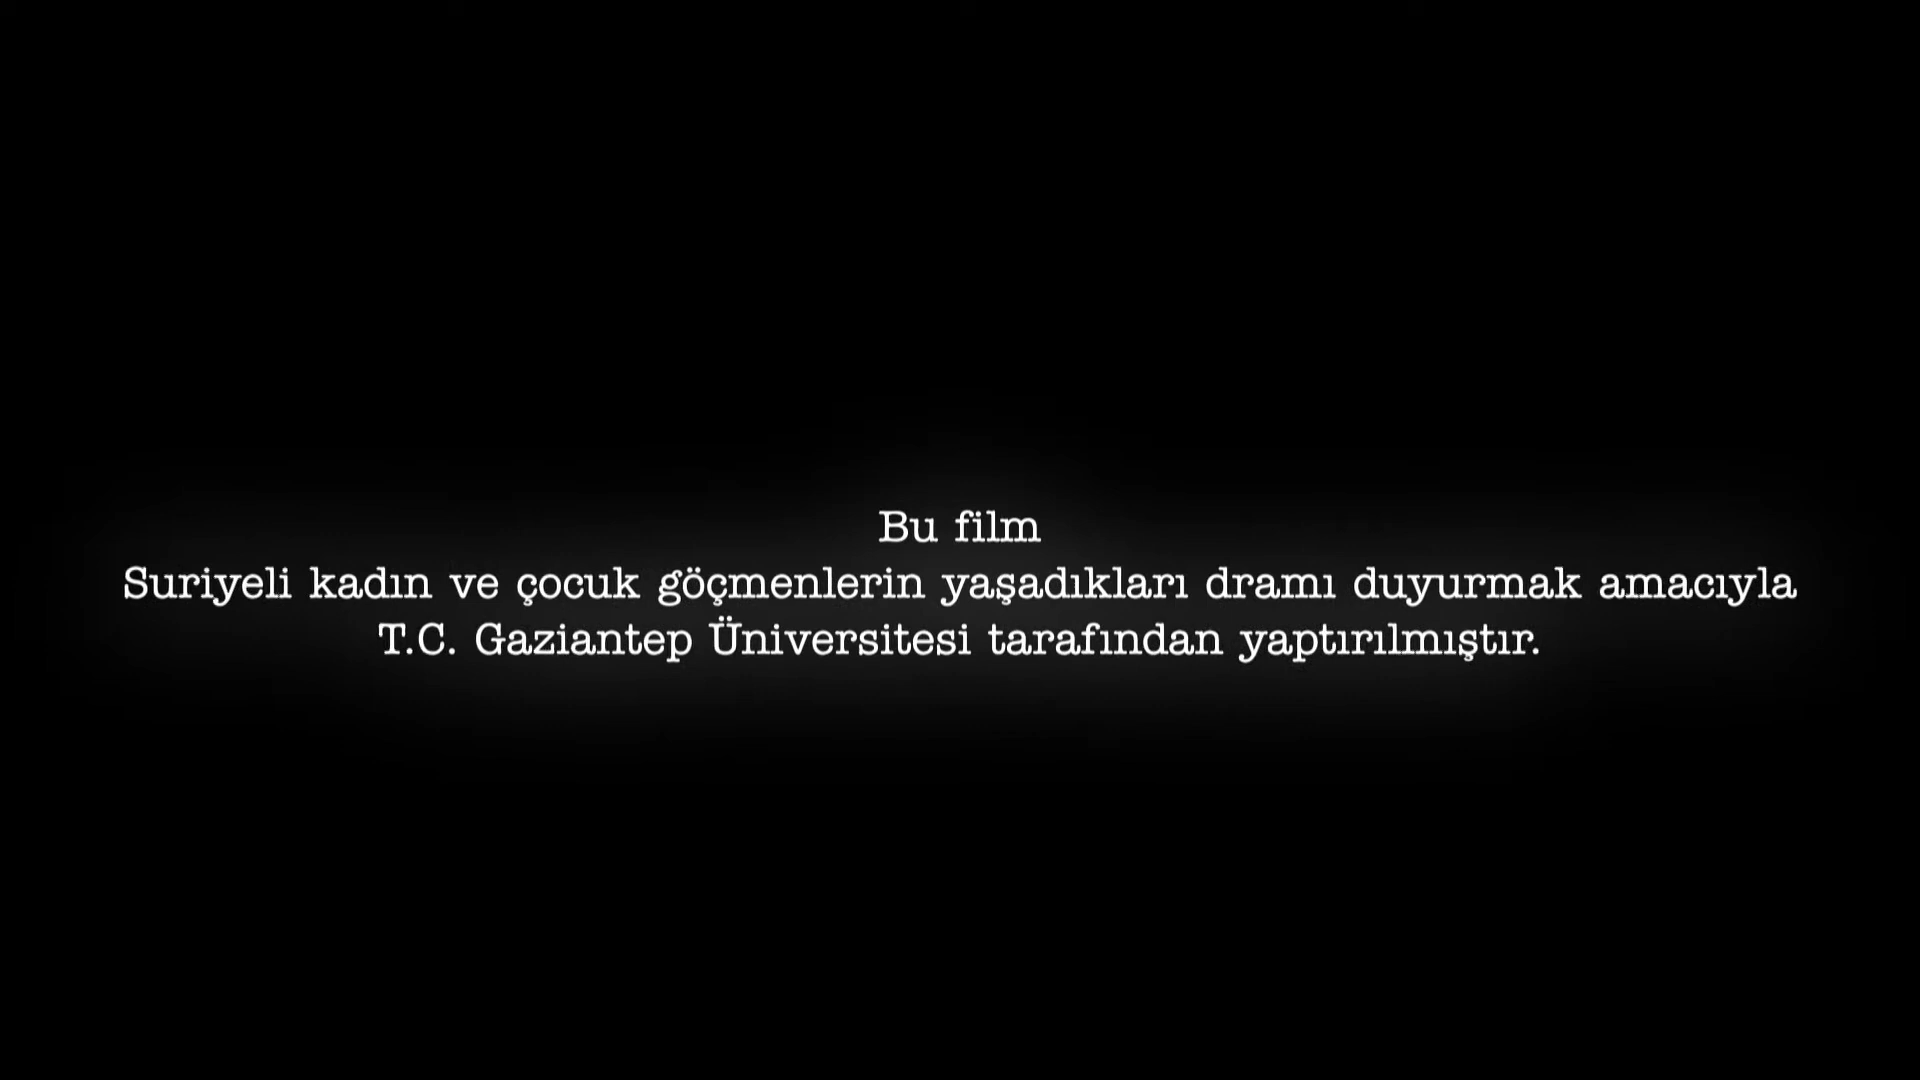 Bu film
Suriyeli kadın ve çocuk göçmenlerin yaşadıkları dramı duyurmak amacıyla
T.C. Gaziantep Üniversitesi tarafından yaptırılmıştır.